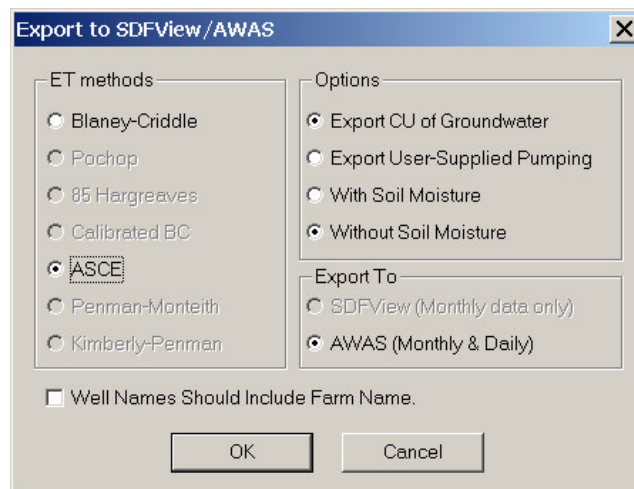 Export to SDFView/AWAS
ET methods
Blaney-Criddle
Pochop
85 Hargreaves
Calibrated BC
ASCE
Penman-Monteith
Kimberly-Penman
Options
Export CU of Groundwater
Export User-Supplied Pumping
With Soil Moisture
Without Soil Moisture
Export To
SDFView (Monthly data only)
AWAS (Monthly & Daily)
Well Names Should Include Farm Name.
OK
Cancel